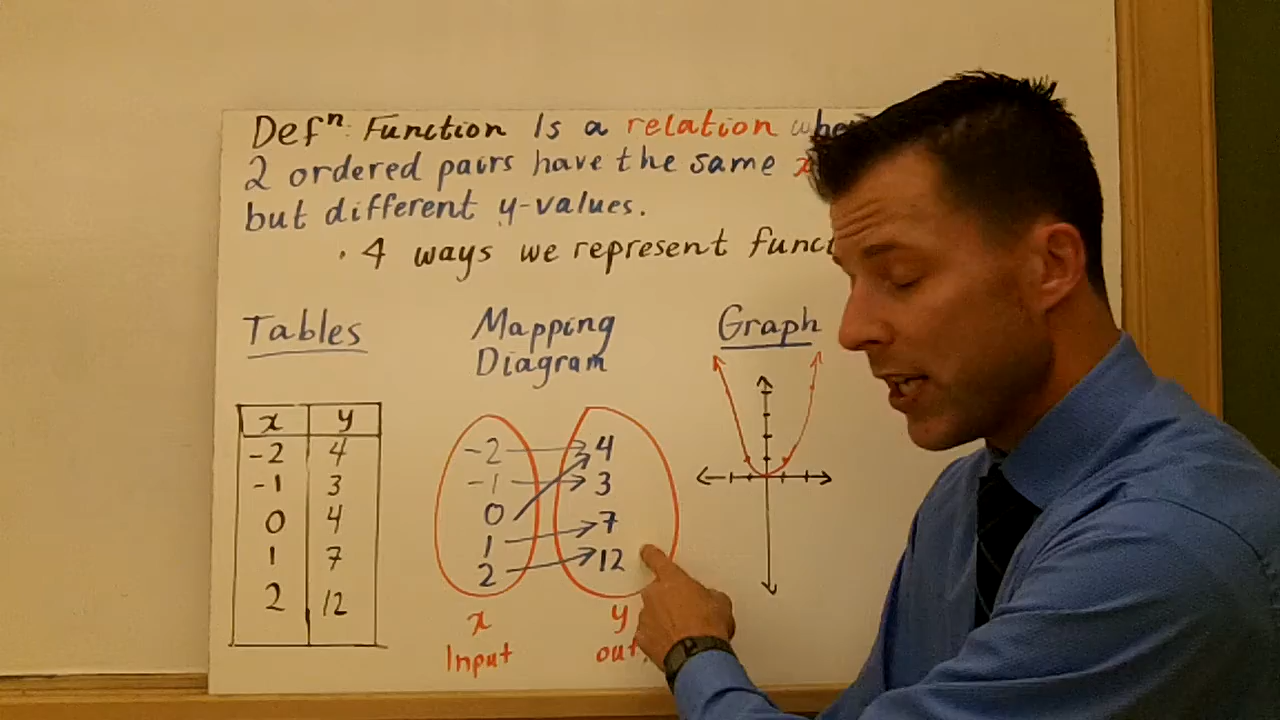 Defⁿ: Function Is a relation
2 ordered pairs have the same
but different y-values.
· 4 ways we represent
Tables
Mapping
Diagram
Graph
x y
-2 4
-1 3
0 4
1 7
2 12
-2 4
-1 3
0 7
1 12
2
x y
Input